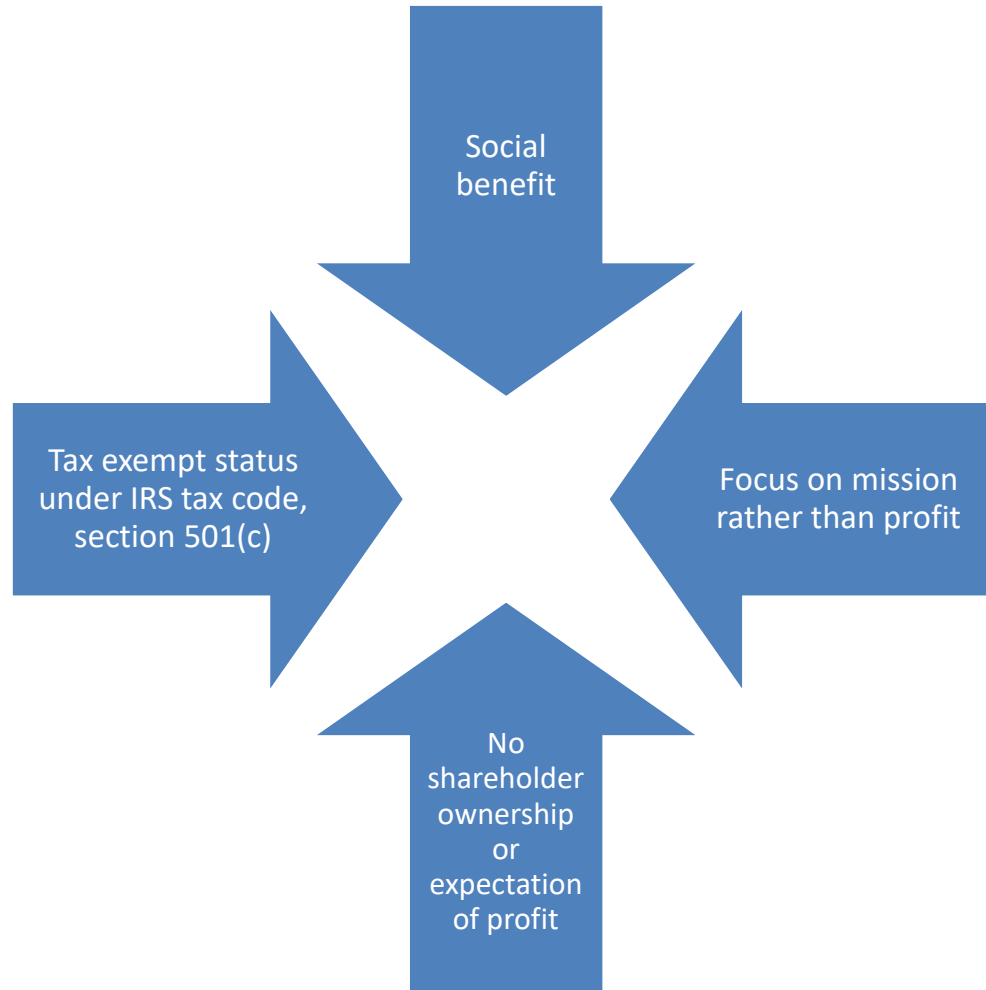 Social
benefit
Tax exempt status
under IRS tax code,
section 501(c)
Focus on mission
rather than profit
No
shareholder
ownership
or
expectation
of profit